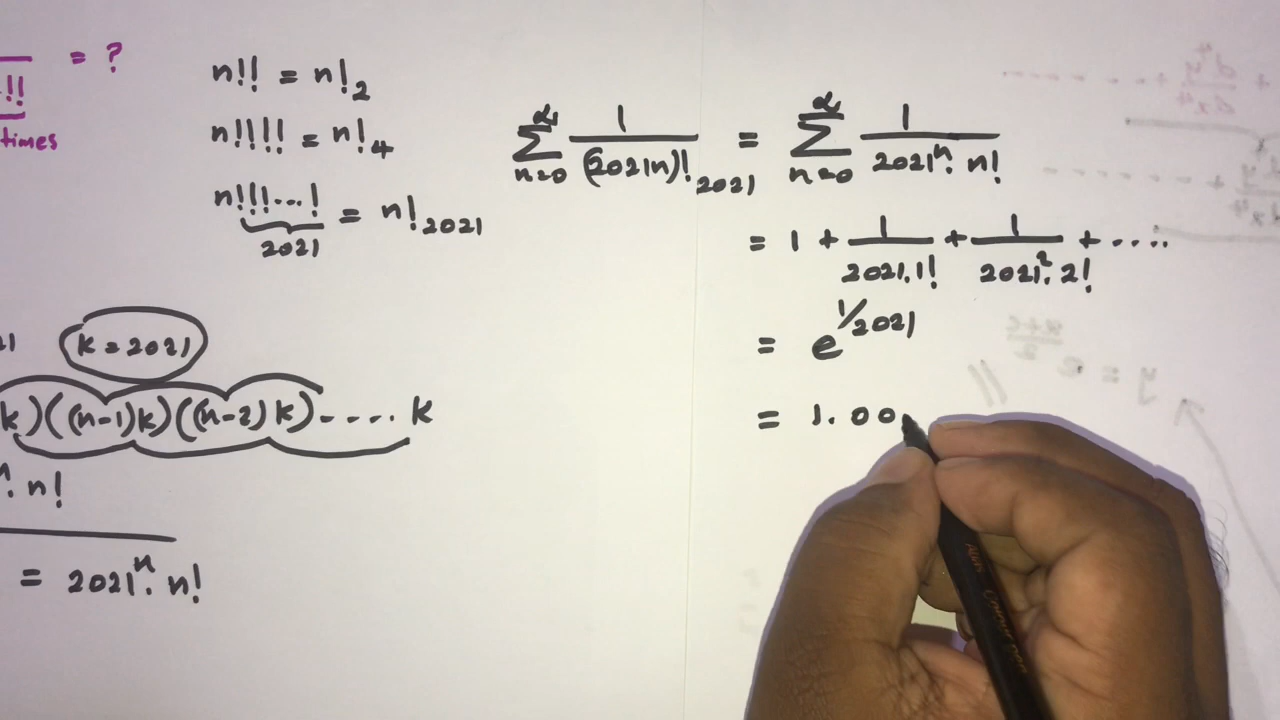 = ?
!!
times
n!! = n!₂
n!!!! = n!₄
n!!!...! = n!₂₀₂₁
2021
21 k = 2021
k)((n-1)k)((n-2)k)....k
ⁿ. n!
= 2021ⁿ. n!
∑ n=0 ∝ 1/(2021n)!₂₀₂₁ = ∑ n=0 ∝ 1/2021ⁿ. n!
= 1 + 1/2021.1! + 1/2021². 2! + ....
= e^1/2021
= 1.00